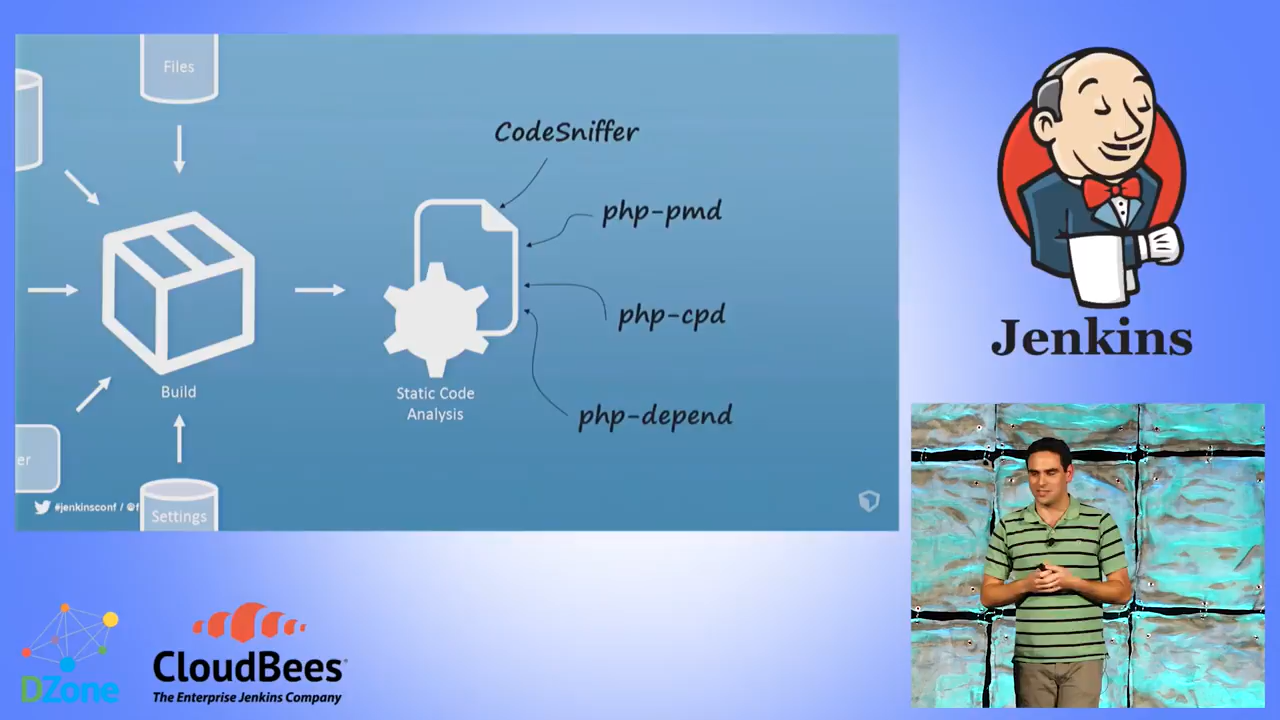 Files
CodeSniffer
php-pmd
php-cpd
php-depend
Build
Static Code
Analysis
er
#jenkinsconf / @f
Settings
Jenkins
DZone
CloudBees
The Enterprise Jenkins Company